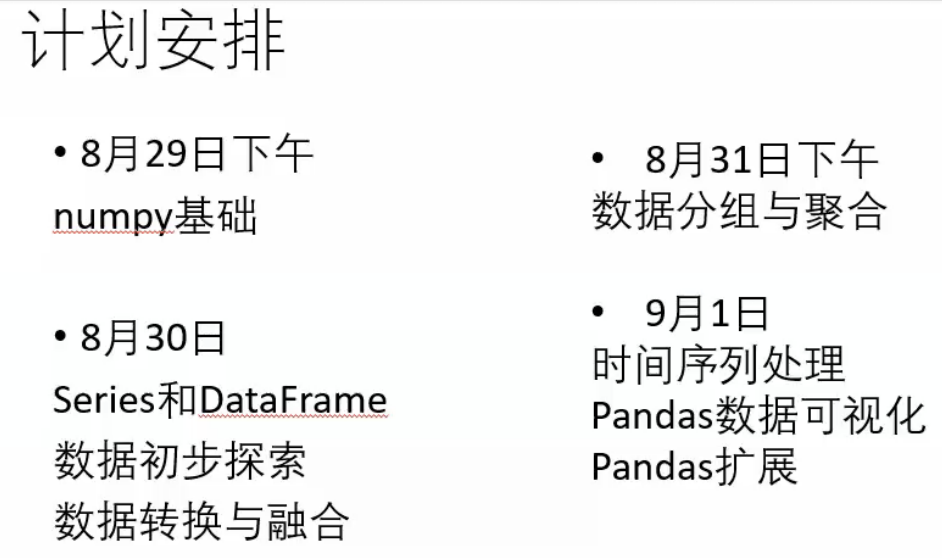 计划安排
• 8月29日下午
numpy基础
• 8月30日
Series和DataFrame
数据初步探索
数据转换与融合
• 8月31日下午
数据分组与聚合
• 9月1日
时间序列处理
Pandas数据可视化
Pandas扩展